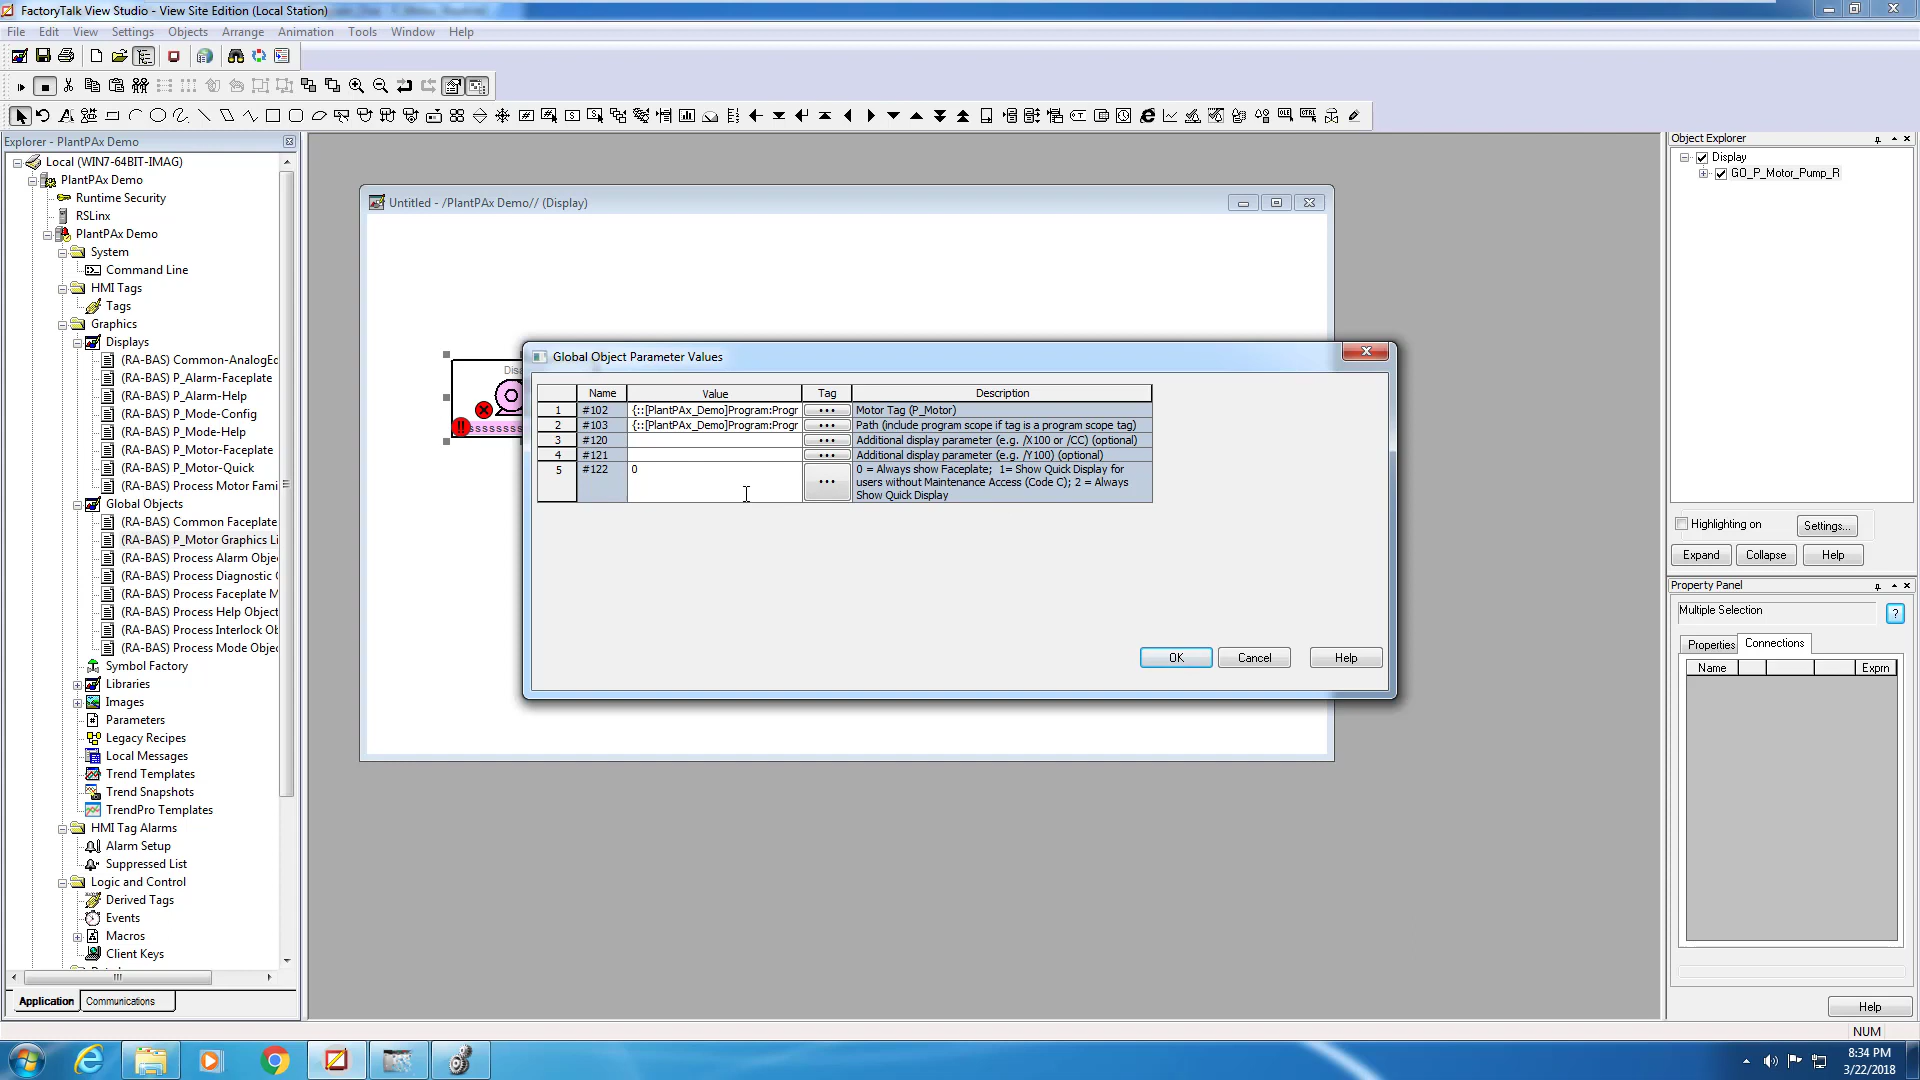 FactoryTalk View Studio - View Site Edition (Local Station)
File Edit View Settings Objects Arrange Animation Tools Window Help
Explorer - PlantPAx Demo
Local (WIN7-64BIT-IMAG)
PlantPAx Demo
Runtime Security
RSLinx
PlantPAx Demo
System
Command Line
HMI Tags
Tags
Graphics
Displays
(RA-BAS) Common-AnalogEd
(RA-BAS) P_Alarm-Faceplate
(RA-BAS) P_Alarm-Help
(RA-BAS) P_Mode-Config
(RA-BAS) P_Mode-Help
(RA-BAS) P_Motor-Faceplate
(RA-BAS) P_Motor-Quick
(RA-BAS) Process Motor Fami
Global Objects
(RA-BAS) Common Faceplate
(RA-BAS) P_Motor Graphics Li
(RA-BAS) Process Alarm Obje
(RA-BAS) Process Diagnostic
(RA-BAS) Process Faceplate M
(RA-BAS) Process Help Object
(RA-BAS) Process Interlock Ob
(RA-BAS) Process Mode Objec
Symbol Factory
Libraries
Images
Parameters
Legacy Recipes
Local Messages
Trend Templates
Trend Snapshots
TrendPro Templates
HMI Tag Alarms
Alarm Setup
Suppressed List
Logic and Control
Derived Tags
Events
Macros
Client Keys
Application Communications
Untitled - /PlantPAx Demo// (Display)
Disa
!! sssssss
Global Object Parameter Values
Name Value Tag Description
1 #102 {::[PlantPAx_Demo]Program:Progr ... Motor Tag (P_Motor)
2 #103 {::[PlantPAx_Demo]Program:Progr ... Path (include program scope if tag is a program scope tag)
3 #120 ... Additional display parameter (e.g. /X100 or /CC) (optional)
4 #121 ... Additional display parameter (e.g. /Y100) (optional)
5 #122 0 ... 0 = Always show Faceplate; 1= Show Quick Display for
users without Maintenance Access (Code C); 2 = Always
Show Quick Display
OK Cancel Help
Object Explorer
Display
GO_P_Motor_Pump_R
Highlighting on Settings...
Expand Collapse Help
Property Panel
Multiple Selection ?
Properties Connections
Name Exprn
Help
NUM
8:34 PM
3/22/2018